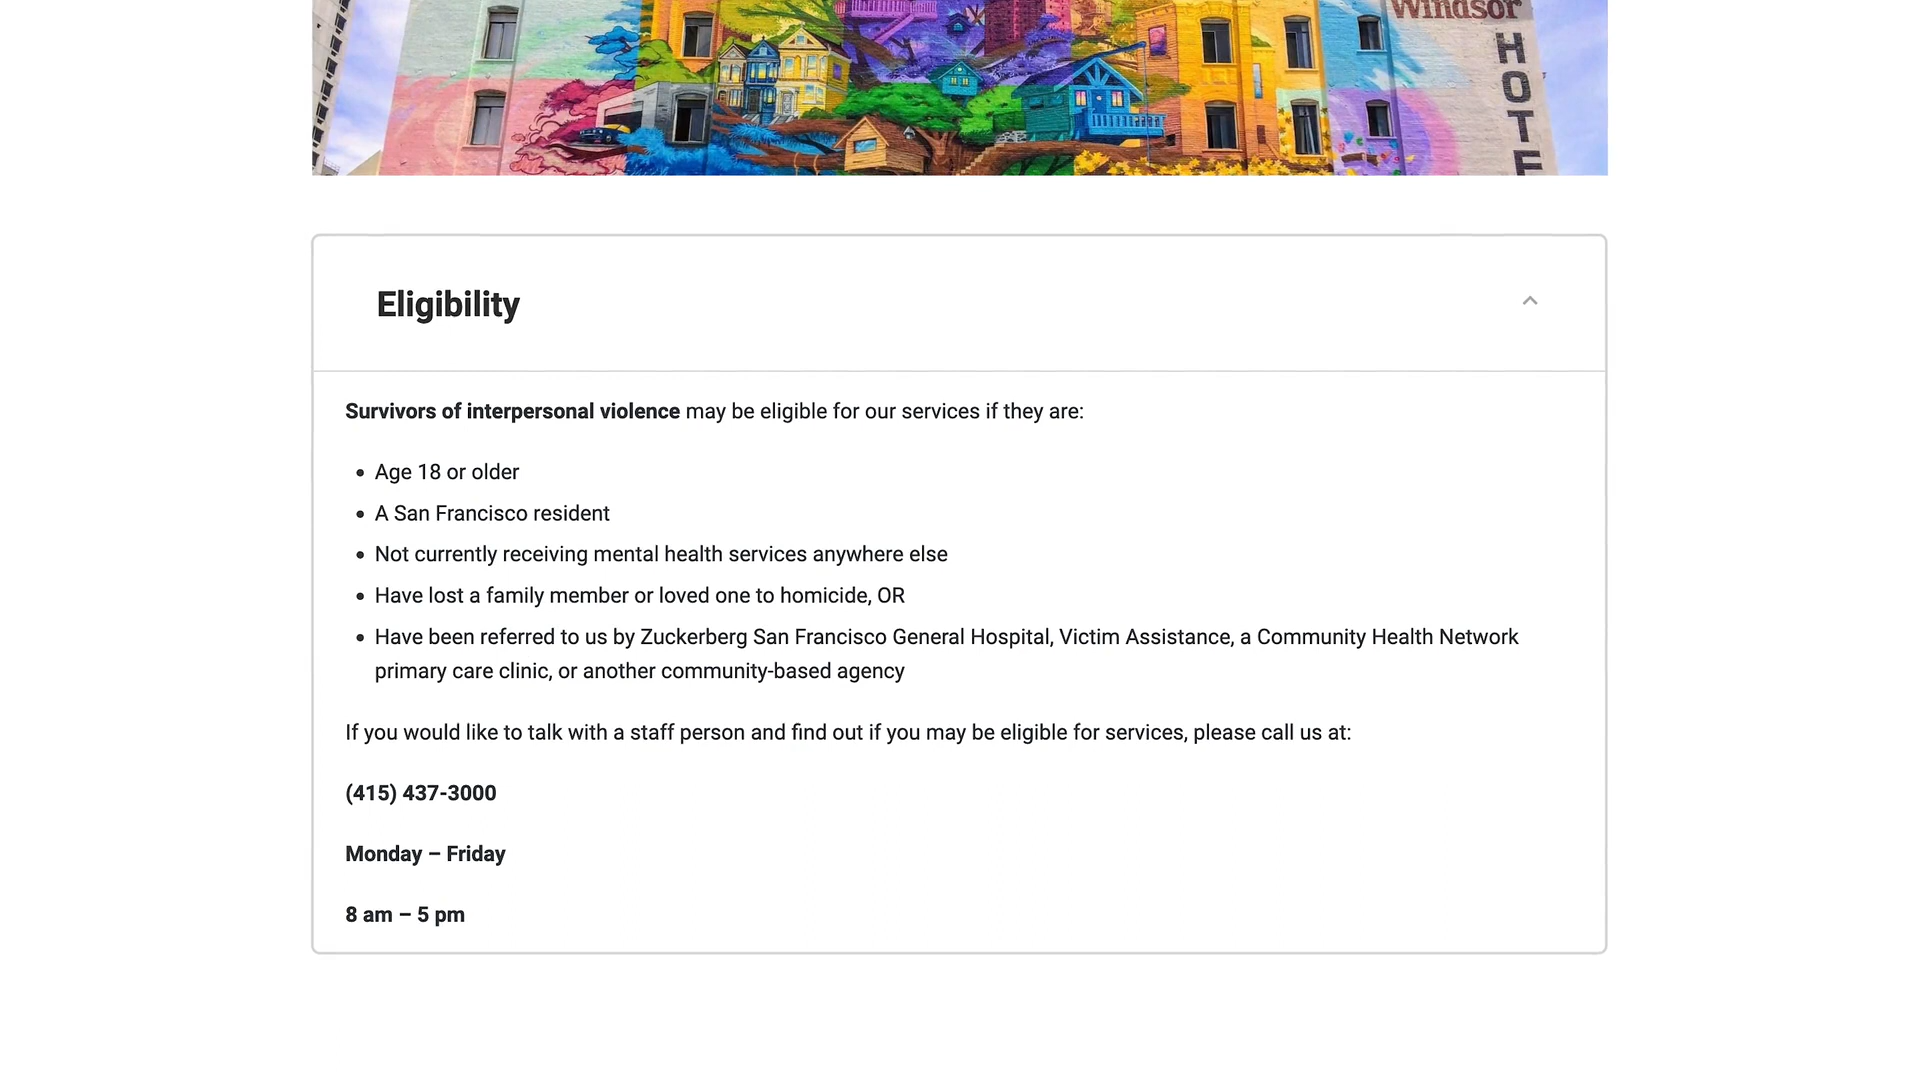 Windsor
HOTE
Eligibility
Survivors of interpersonal violence may be eligible for our services if they are:
• Age 18 or older
• A San Francisco resident
• Not currently receiving mental health services anywhere else
• Have lost a family member or loved one to homicide, OR
• Have been referred to us by Zuckerberg San Francisco General Hospital, Victim Assistance, a Community Health Network
primary care clinic, or another community-based agency
If you would like to talk with a staff person and find out if you may be eligible for services, please call us at:
(415) 437-3000
Monday – Friday
8 am – 5 pm